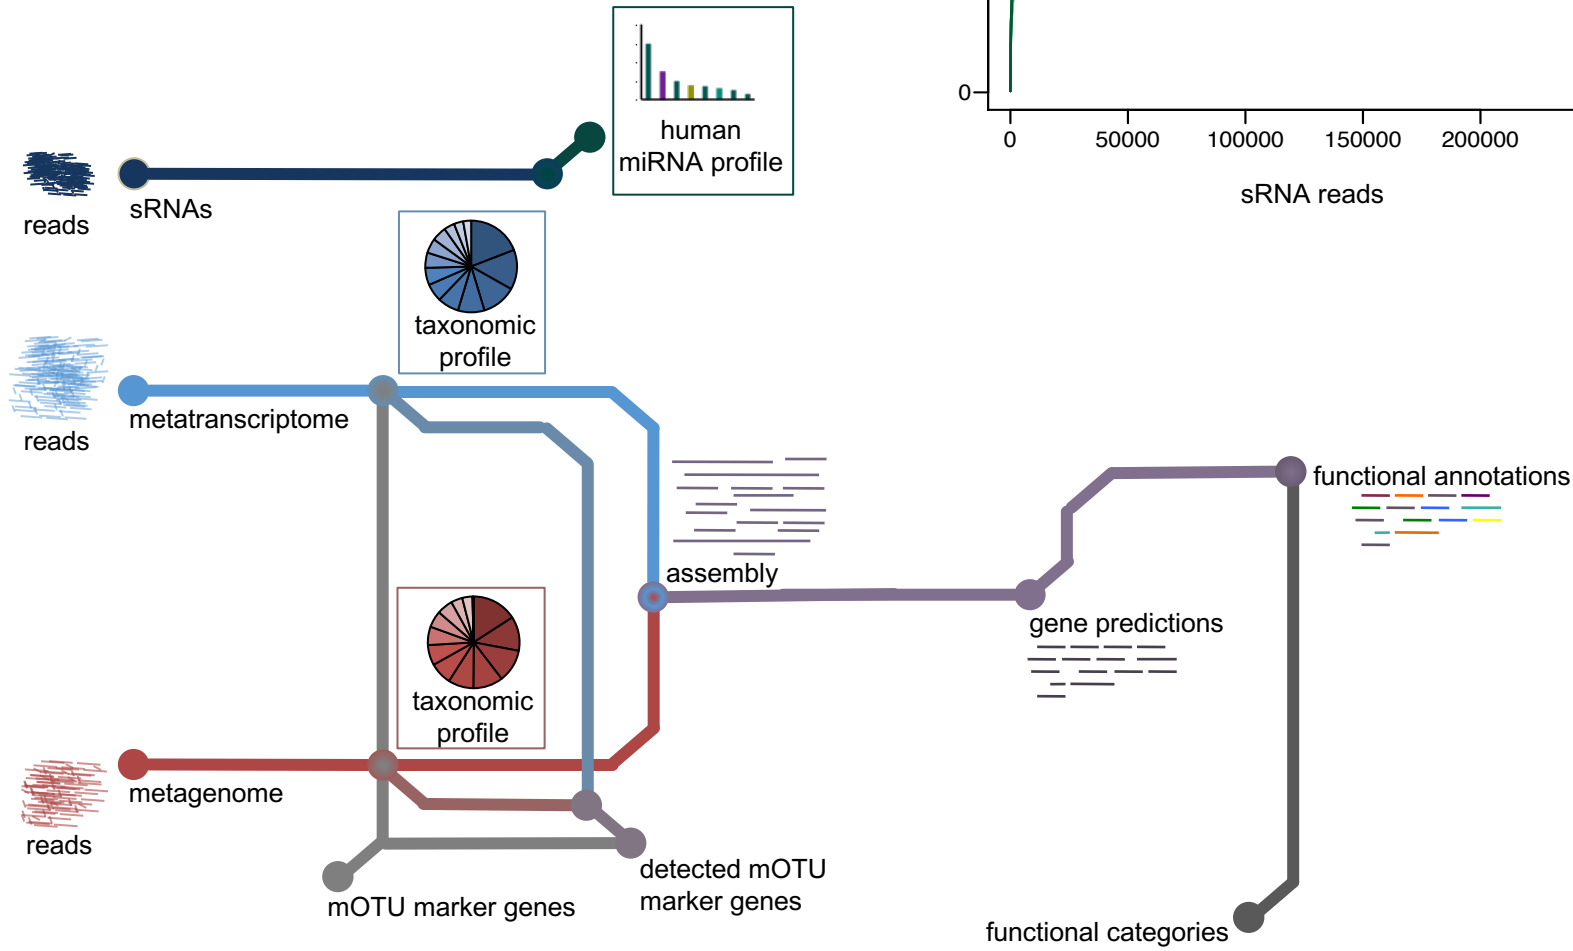 human
miRNA profile
reads
sRNAs
0
0
50000
100000
150000
200000
sRNA reads
taxonomic
profile
reads
metatranscriptome
assembly
gene predictions
functional annotations
taxonomic
profile
reads
metagenome
mOTU marker genes
detected mOTU
marker genes
functional categories